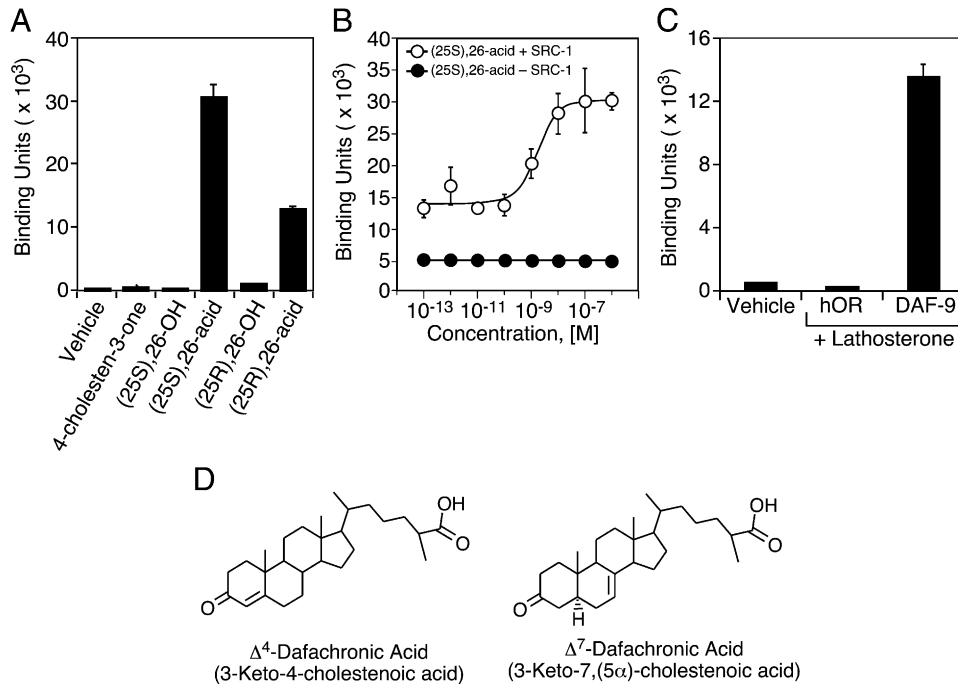 A
Binding Units ( x 10³)
40
30
20
10
0
Vehicle
4-cholesten-3-one
(25S),26-OH
(25S),26-acid
(25R),26-OH
(25R),26-acid
B
Binding Units ( x 10³)
40
35
30
25
20
15
10
5
0
(25S),26-acid + SRC-1
(25S),26-acid – SRC-1
10⁻¹³ 10⁻¹¹ 10⁻⁹ 10⁻⁷
Concentration, [M]
C
Binding Units ( x 10³)
16
12
8
4
0
Vehicle hOR DAF-9
+ Lathosterone
D
OH
O
O
Δ⁴-Dafachronic Acid
(3-Keto-4-cholestenoic acid)
OH
O
O
H
Δ⁷-Dafachronic Acid
(3-Keto-7,(5α)-cholestenoic acid)